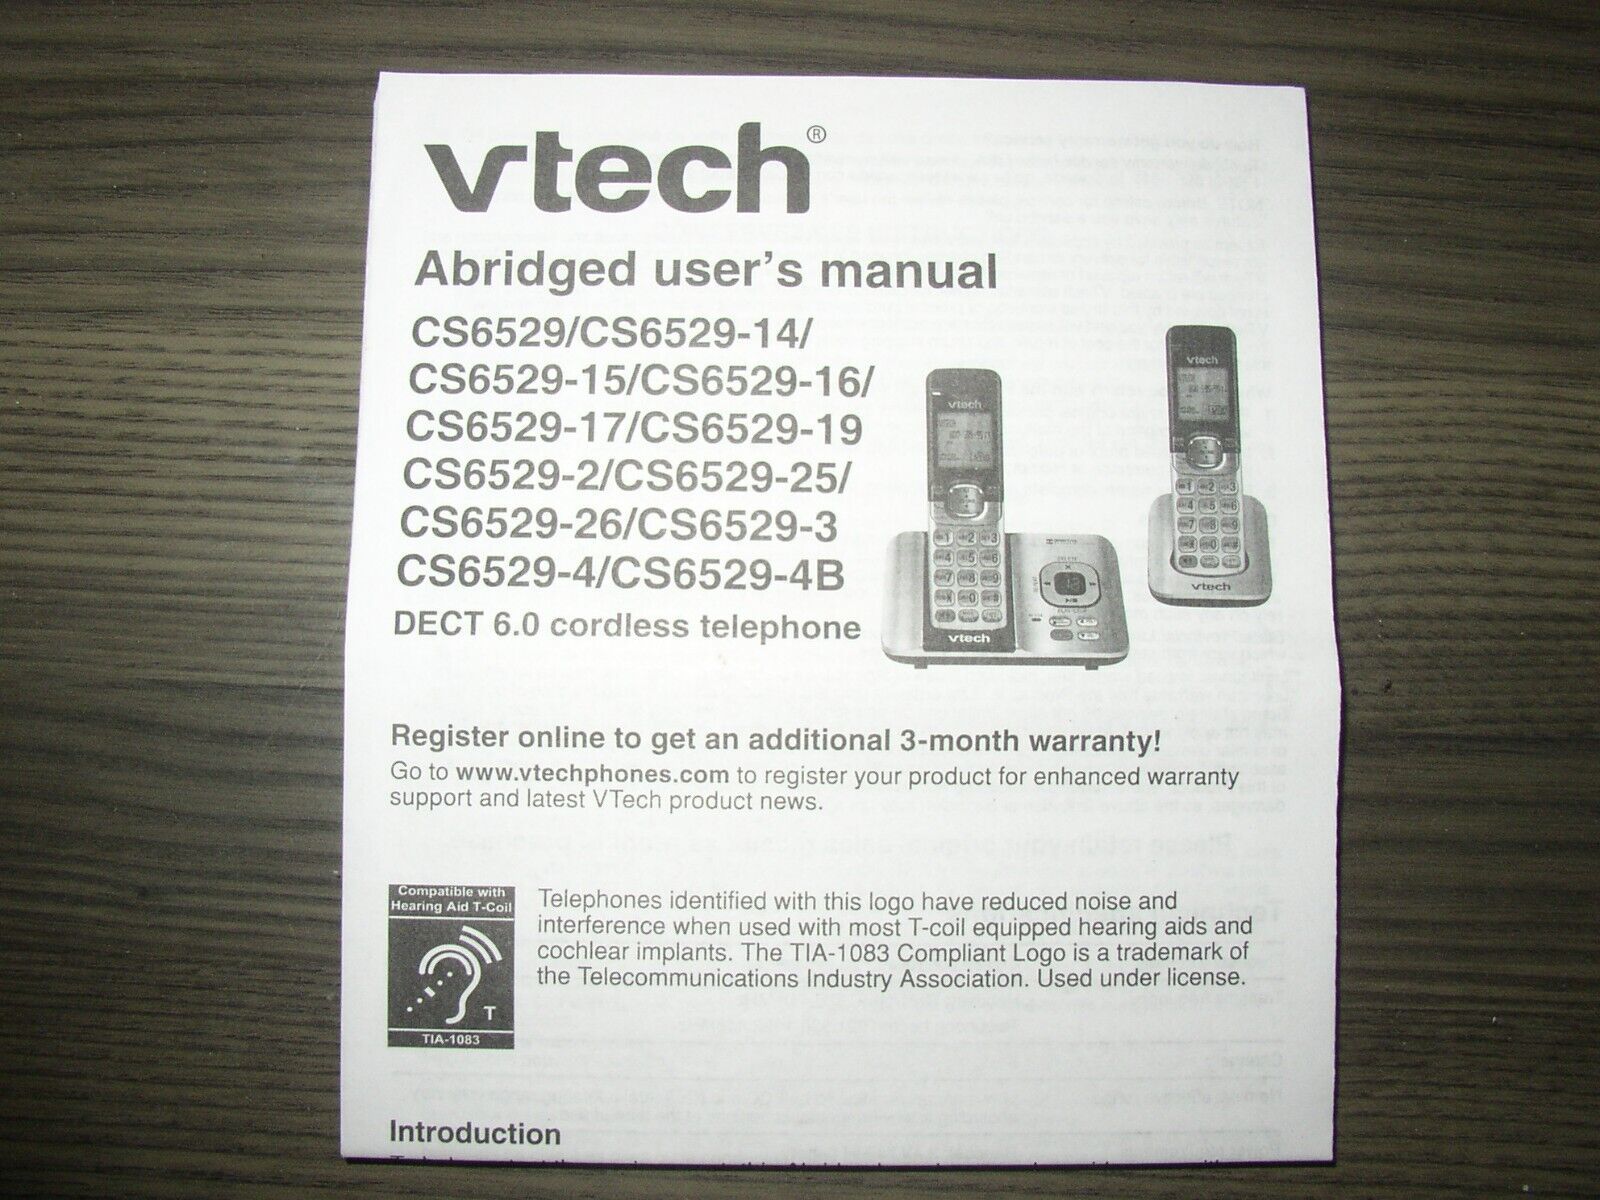 vtech®
Abridged user's manual
CS6529/CS6529-14/
CS6529-15/CS6529-16/
CS6529-17/CS6529-19
CS6529-2/CS6529-25/
CS6529-26/CS6529-3
CS6529-4/CS6529-4B
DECT 6.0 cordless telephone
vtech
vtech
vtech
vtech
Register online to get an additional 3-month warranty!
Go to www.vtechphones.com to register your product for enhanced warranty
support and latest VTech product news.
Compatible with
Hearing Aid T-Coil
T
TIA-1083
Telephones identified with this logo have reduced noise and
interference when used with most T-coil equipped hearing aids and
cochlear implants. The TIA-1083 Compliant Logo is a trademark of
the Telecommunications Industry Association. Used under license.
Introduction